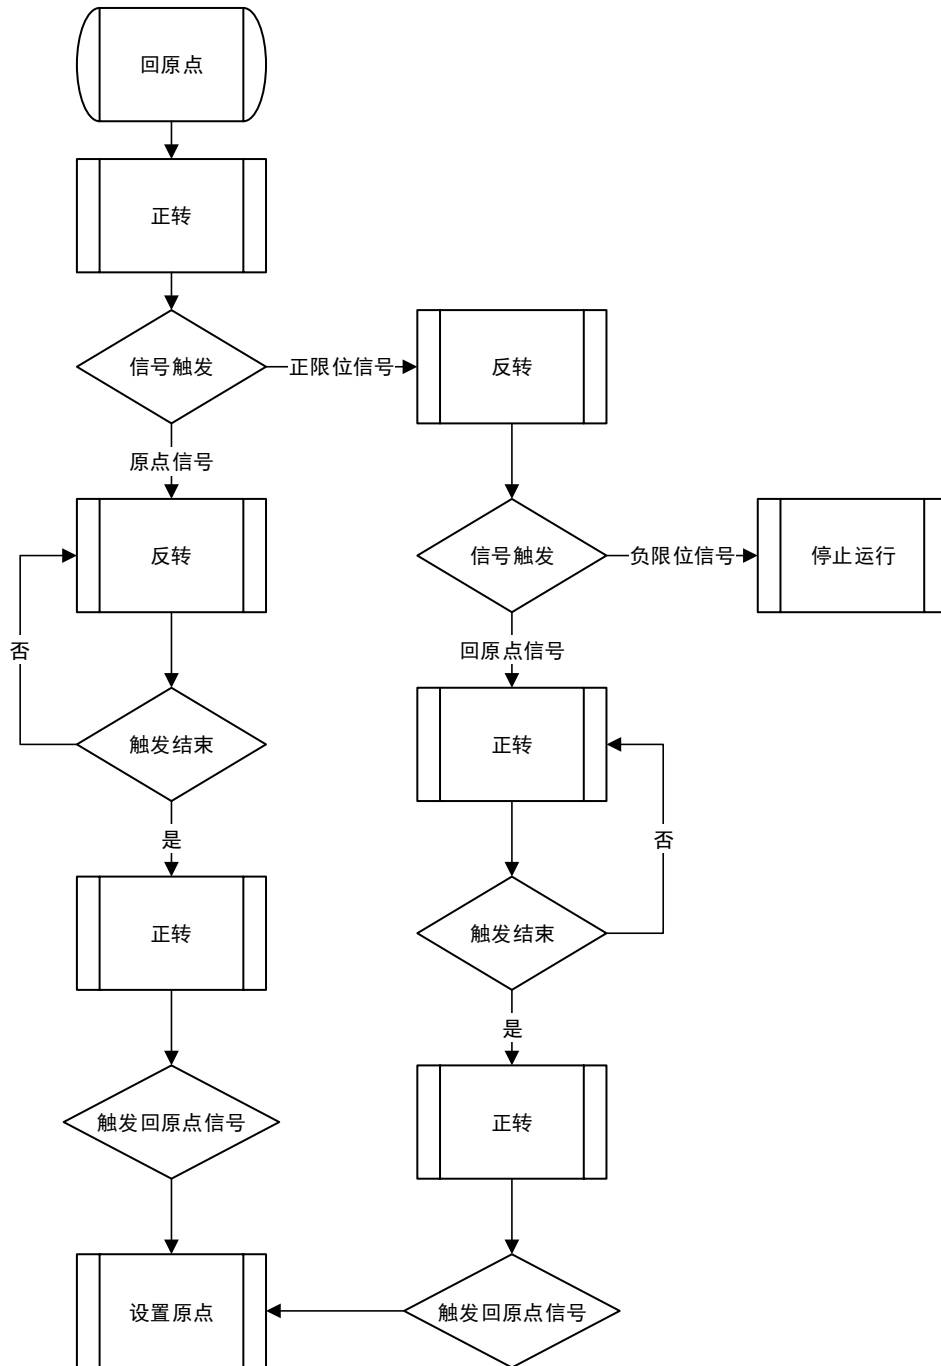 回原点
正转
信号触发
正限位信号
反转
原点信号
反转
信号触发
负限位信号
停止运行
否
回原点信号
触发结束
正转
是
否
正转
触发结束
是
触发回原点信号
正转
设置原点
触发回原点信号